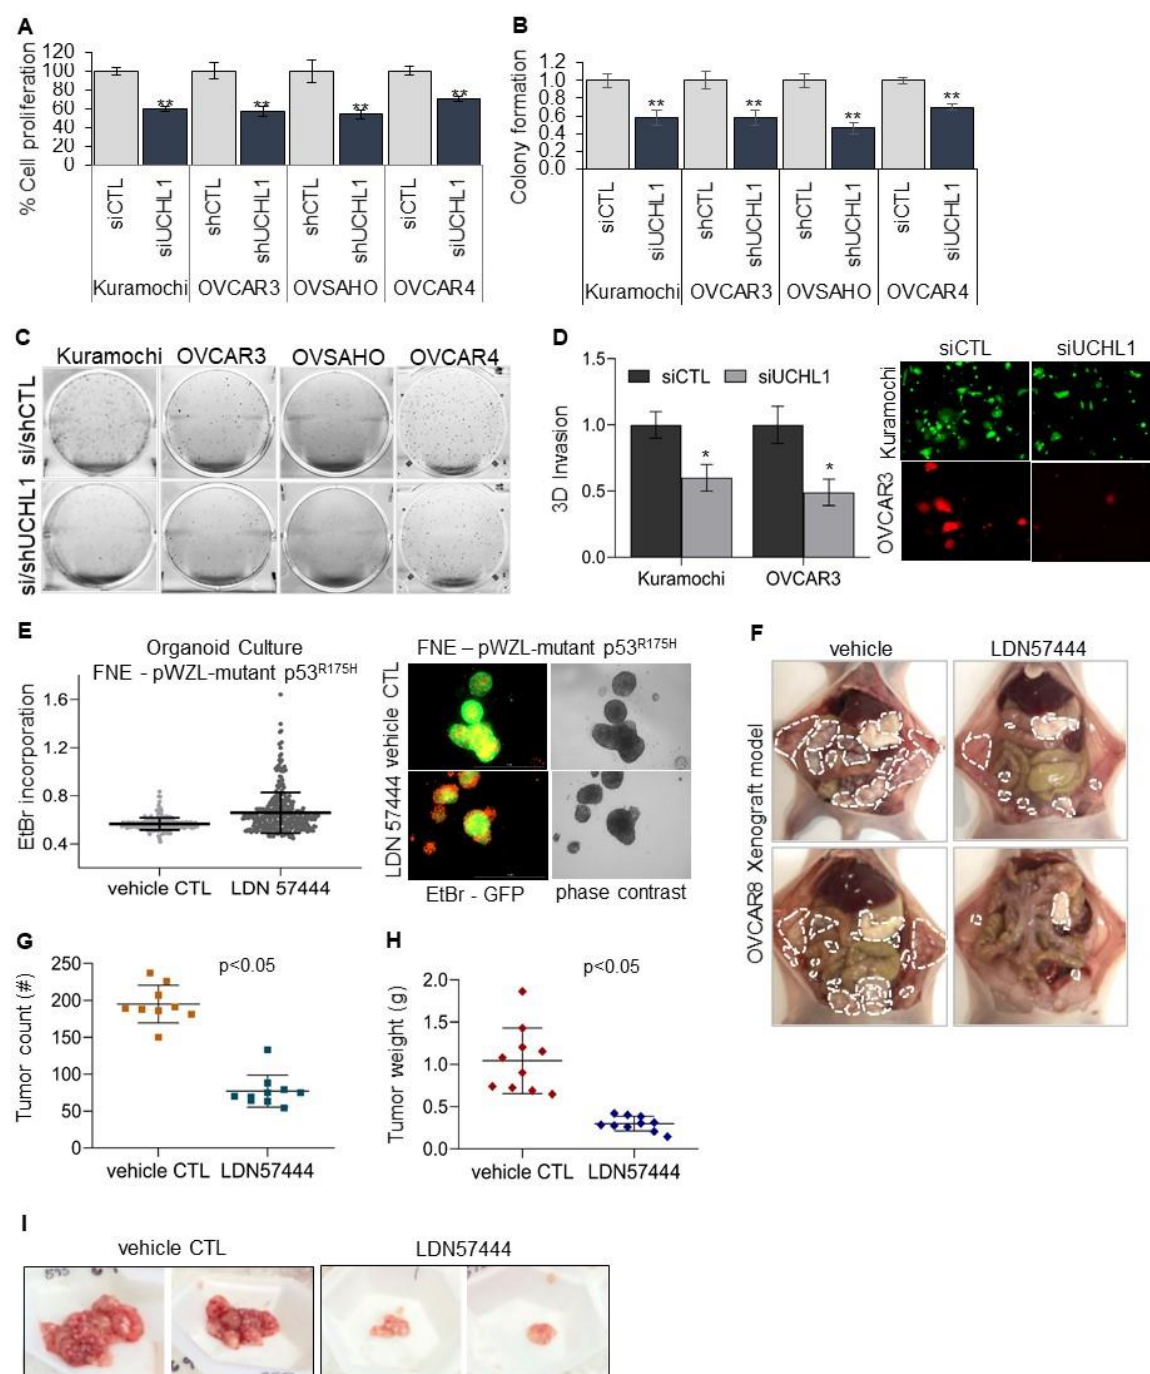 A
% Cell proliferation
120
100
80
60
40
20
0
** ** ** **
siCTL siUCHL1 shCTL shUCHL1 shCTL shUCHL1 siCTL siUCHL1
Kuramochi OVCAR3 OVSAHO OVCAR4
B
Colony formation
1.2
1.0
0.8
0.6
0.4
0.2
0.0
** ** ** **
siCTL siUCHL1 shCTL shUCHL1 shCTL shUCHL1 siCTL siUCHL1
Kuramochi OVCAR3 OVSAHO OVCAR4
C
Kuramochi OVCAR3 OVSAHO OVCAR4
si/shCTL
si/shUCHL1
D
3D Invasion
1.5
1.0
0.5
0.0
siCTL siUCHL1
* *
Kuramochi OVCAR3
siCTL siUCHL1
Kuramochi
OVCAR3
E
Organoid Culture
FNE - pWZL-mutant p53R175H
EtBr incorporation
1.6
1.2
0.8
0.4
vehicle CTL LDN 57444
FNE – pWZL-mutant p53R175H
vehicle CTL
LDN 57444
EtBr - GFP phase contrast
F
vehicle LDN57444
OVCAR8 Xenograft model
G
Tumor count (#)
250
200
150
100
50
0
p<0.05
vehicle CTL LDN57444
H
Tumor weight (g)
2.0
1.5
1.0
0.5
0.0
p<0.05
vehicle CTL LDN57444
I
vehicle CTL LDN57444